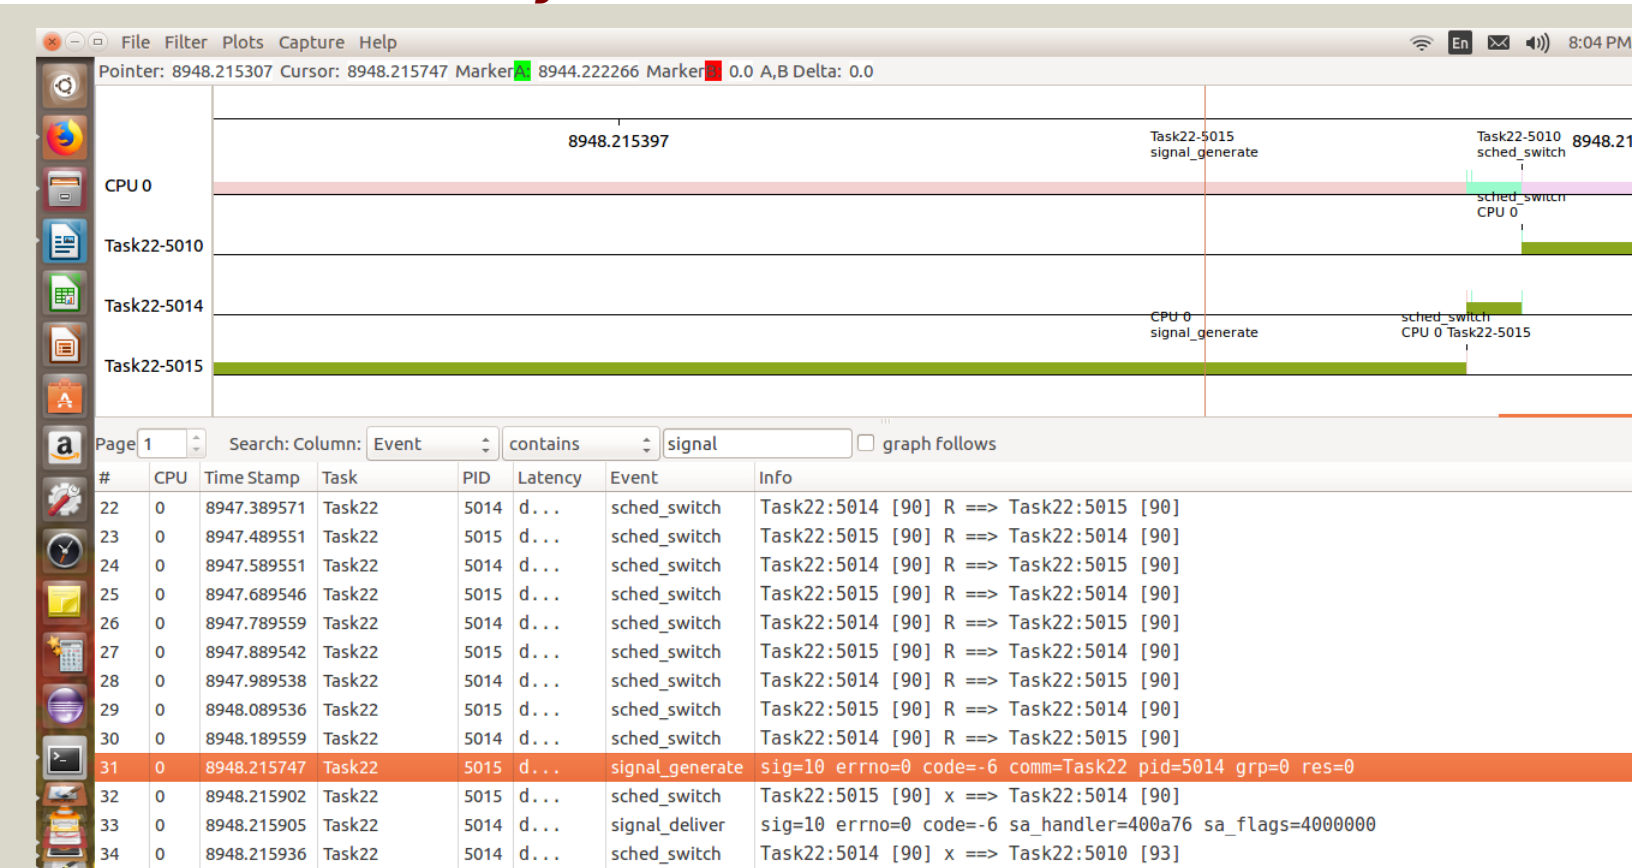 File Filter Plots Capture Help
En 8:04 PM
Pointer: 8948.215307 Cursor: 8948.215747 MarkerA: 8944.222266 MarkerB: 0.0 A,B Delta: 0.0
8948.215397
Task22-5015
signal_generate
Task22-5010
sched_switch
8948.21
CPU 0
sched_switch
CPU 0
Task22-5010
Task22-5014
CPU 0
signal_generate
sched_switch
CPU 0 Task22-5015
Task22-5015
Page 1 Search: Column: Event contains signal graph follows
# CPU Time Stamp Task PID Latency Event Info
22 0 8947.389571 Task22 5014 d... sched_switch Task22:5014 [90] R ==> Task22:5015 [90]
23 0 8947.489551 Task22 5015 d... sched_switch Task22:5015 [90] R ==> Task22:5014 [90]
24 0 8947.589551 Task22 5014 d... sched_switch Task22:5014 [90] R ==> Task22:5015 [90]
25 0 8947.689546 Task22 5015 d... sched_switch Task22:5015 [90] R ==> Task22:5014 [90]
26 0 8947.789559 Task22 5014 d... sched_switch Task22:5014 [90] R ==> Task22:5015 [90]
27 0 8947.889542 Task22 5015 d... sched_switch Task22:5015 [90] R ==> Task22:5014 [90]
28 0 8947.989538 Task22 5014 d... sched_switch Task22:5014 [90] R ==> Task22:5015 [90]
29 0 8948.089536 Task22 5015 d... sched_switch Task22:5015 [90] R ==> Task22:5014 [90]
30 0 8948.189559 Task22 5014 d... sched_switch Task22:5014 [90] R ==> Task22:5015 [90]
31 0 8948.215747 Task22 5015 d... signal_generate sig=10 errno=0 code=-6 comm=Task22 pid=5014 grp=0 res=0
32 0 8948.215902 Task22 5015 d... sched_switch Task22:5015 [90] x ==> Task22:5014 [90]
33 0 8948.215905 Task22 5014 d... signal_deliver sig=10 errno=0 code=-6 sa_handler=400a76 sa_flags=4000000
34 0 8948.215936 Task22 5014 d... sched_switch Task22:5014 [90] x ==> Task22:5010 [93]